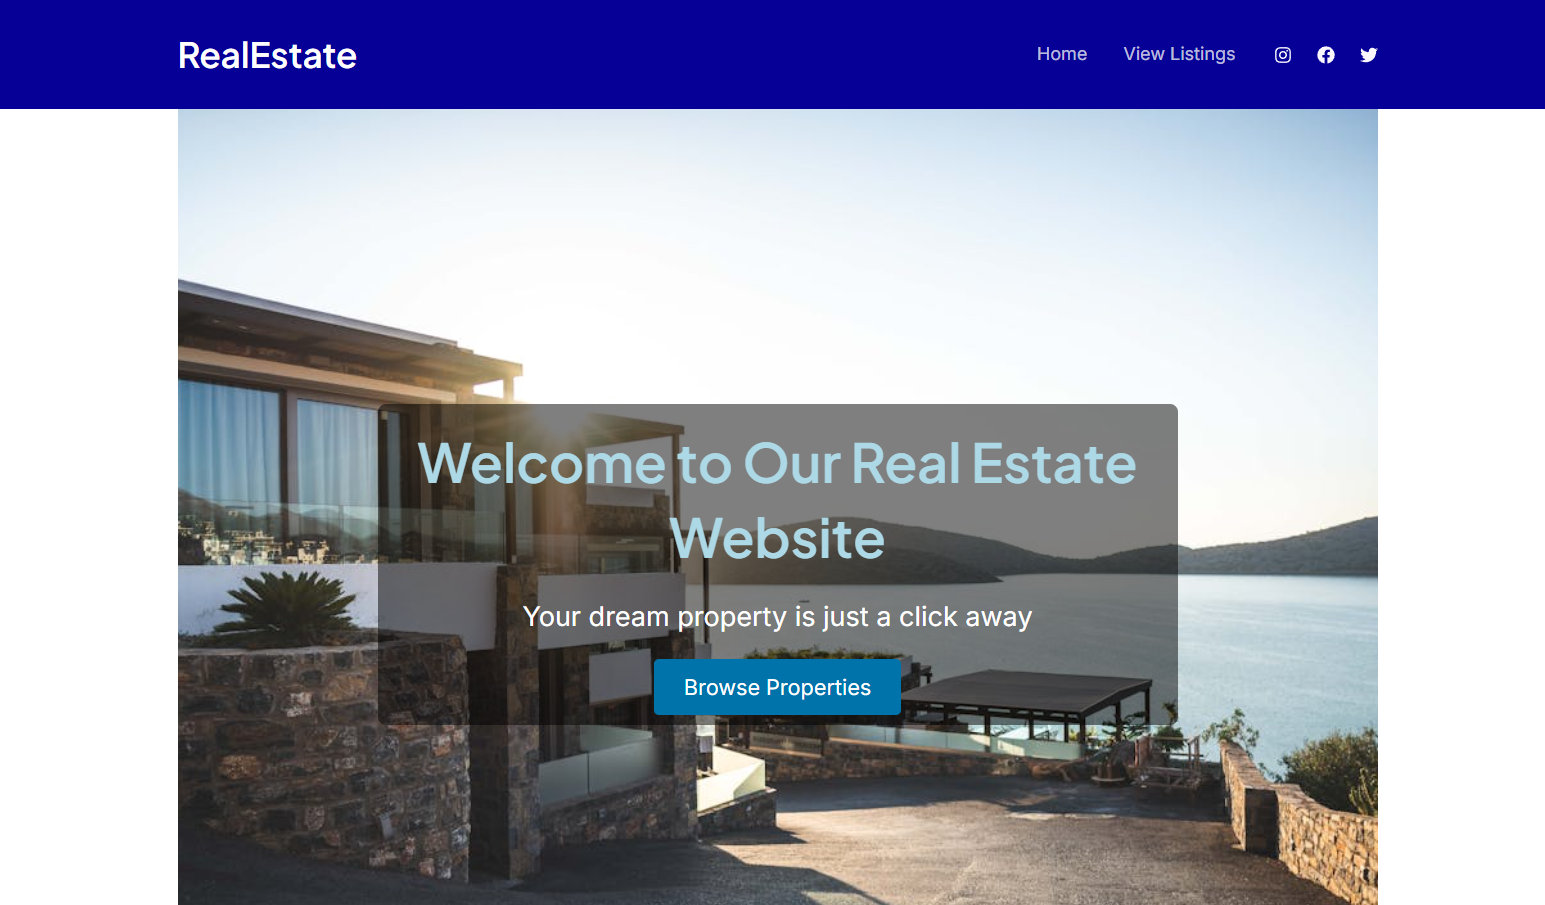 RealEstate
Home View Listings
Welcome to Our Real Estate
Website
Your dream property is just a click away
Browse Properties